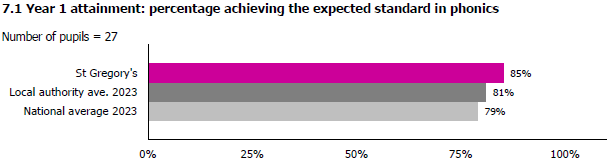 7.1 Year 1 attainment: percentage achieving the expected standard in phonics
Number of pupils = 27
St Gregory's 85%
Local authority ave. 2023 81%
National average 2023 79%
0% 25% 50% 75% 100%